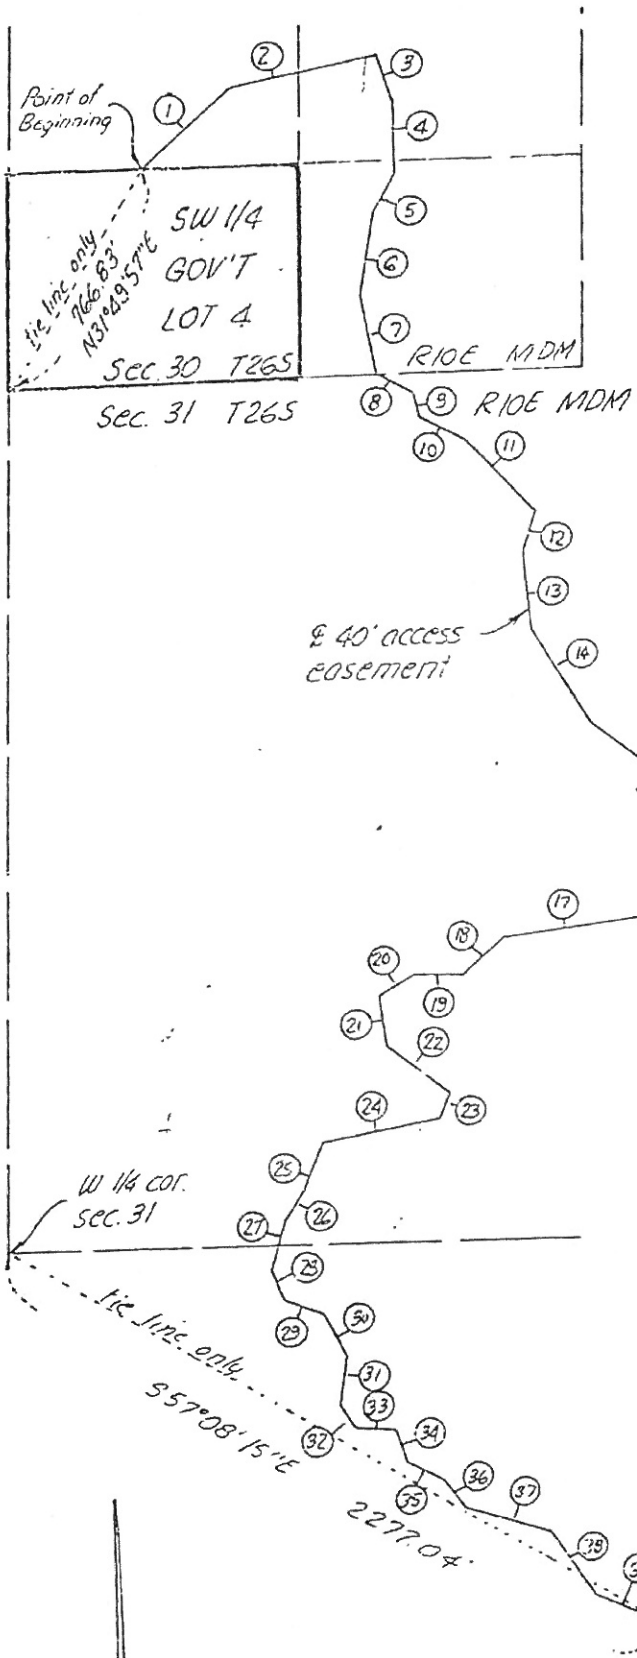 2
3
Point of
Beginning
1
4
SW 1/4
GOV'T
LOT 4
tie line only
766.83'
N31°49'57"E
5
6
7
Sec. 30 T26S R10E MDM
Sec. 31 T26S R10E MDM
8
9
10
11
12
13
℄ 40' access
easement
14
17
18
20
19
21
22
23
24
25
W 1/4 cor.
Sec. 31
26
27
28
29
30
tie line only
S57°08'15"E
2277.04'
31
33
32
34
35
36
37
38